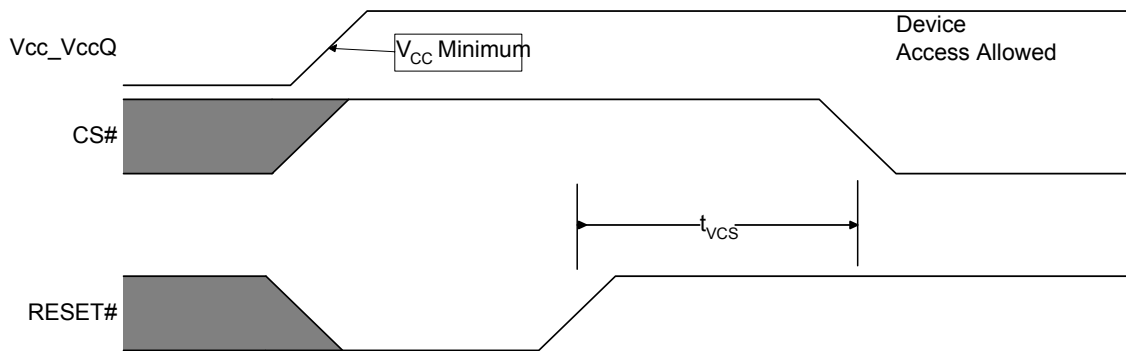 Vcc_VccQ
VCC Minimum
Device
Access Allowed
CS#
tVCS
RESET#